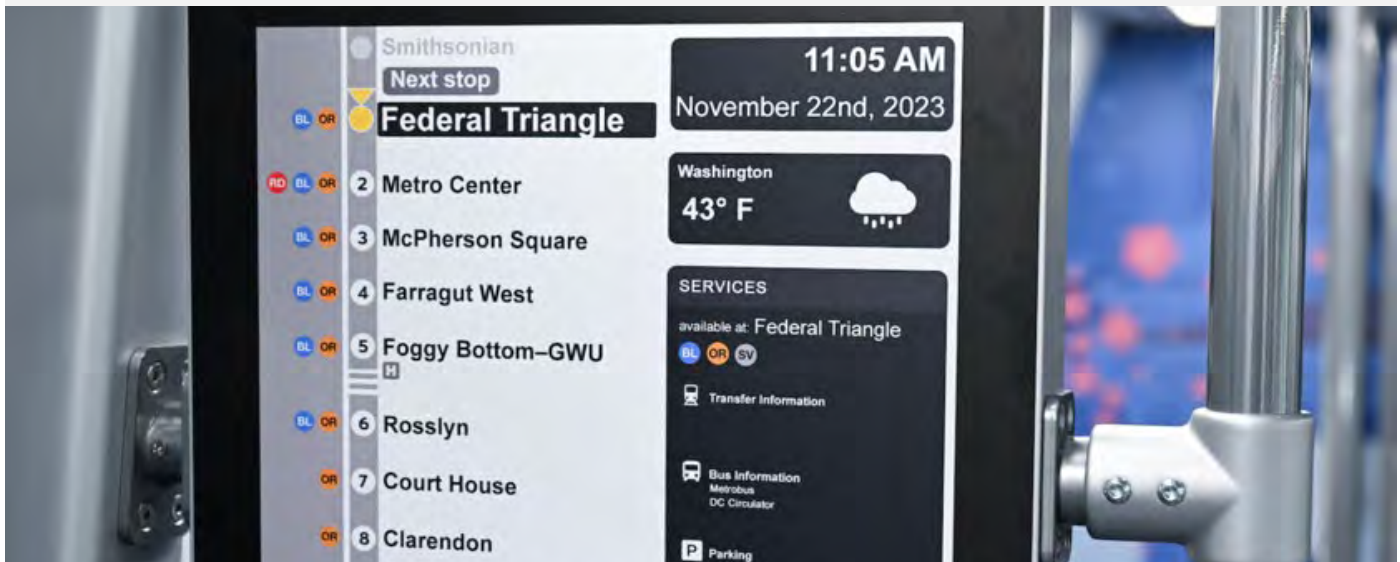 Smithsonian
Next stop
BL OR Federal Triangle
RD BL OR 2 Metro Center
BL OR 3 McPherson Square
BL OR 4 Farragut West
BL OR 5 Foggy Bottom–GWU
H
BL OR 6 Rosslyn
OR 7 Court House
OR 8 Clarendon
11:05 AM
November 22nd, 2023
Washington
43° F
SERVICES
available at: Federal Triangle
BL OR SV
Transfer Information
Bus Information
Metrobus
DC Circulator
P Parking